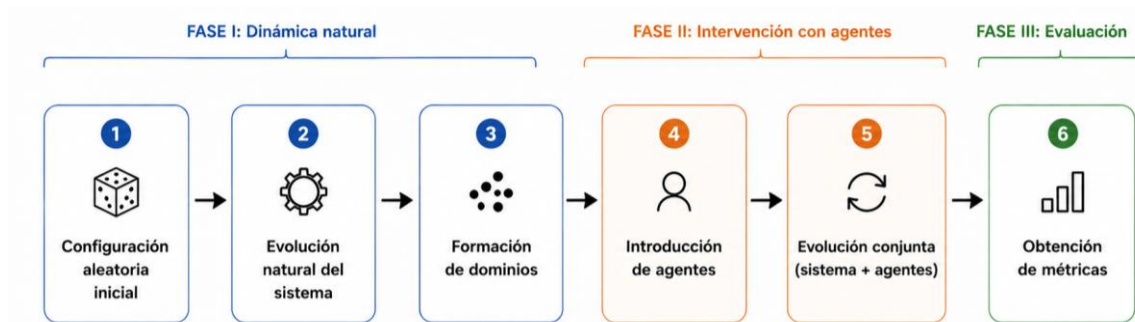 FASE I: Dinámica natural
FASE II: Intervención con agentes
FASE III: Evaluación
1
Configuración
aleatoria
inicial
2
Evolución
natural del
sistema
3
Formación
de dominios
4
Introducción
de agentes
5
Evolución conjunta
(sistema + agentes)
6
Obtención
de métricas